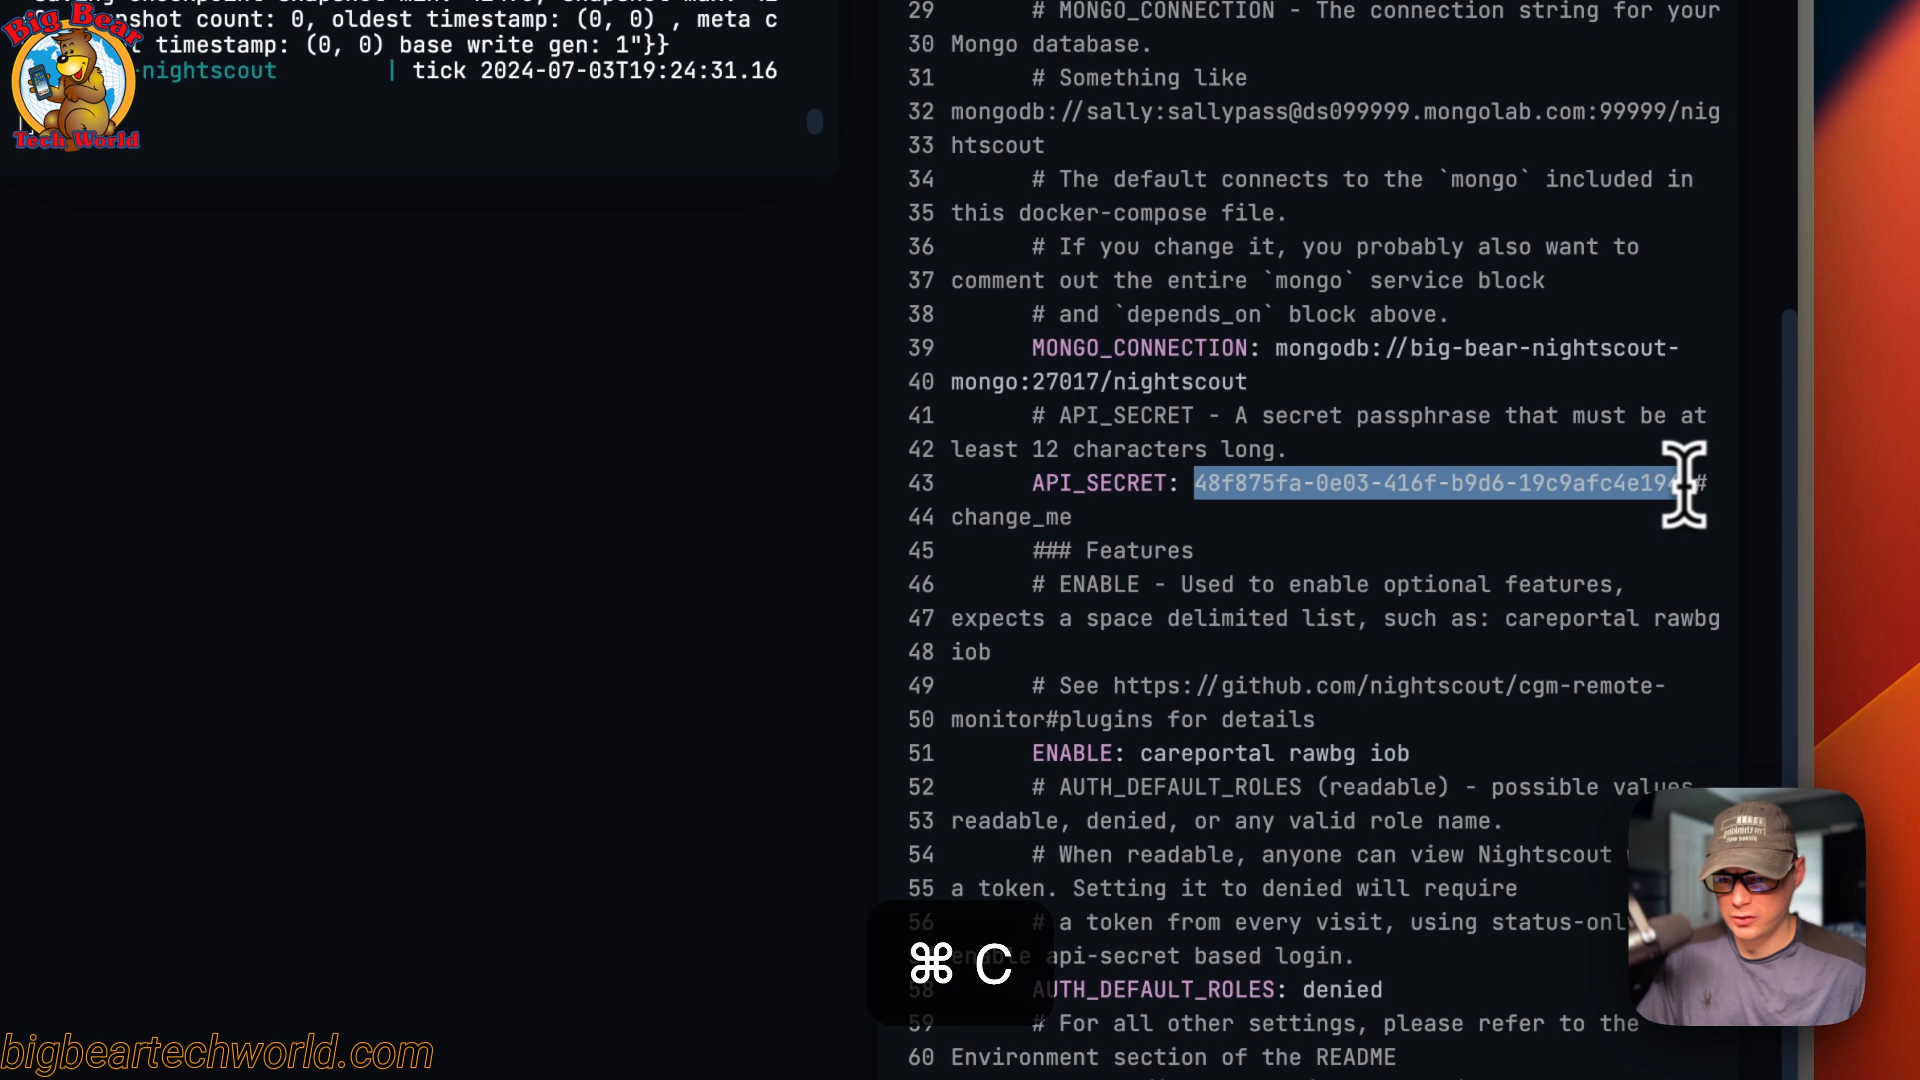 Big Bear
Tech World
snapshot count: 0, oldest timestamp: (0, 0) , meta c
timestamp: (0, 0) base write gen: 1"}}
-nightscout | tick 2024-07-03T19:24:31.16
29 # MONGO_CONNECTION - The connection string for your
30 Mongo database.
31 # Something like
32 mongodb://sally:sallypass@ds099999.mongolab.com:99999/nig
33 htscout
34 # The default connects to the `mongo` included in
35 this docker-compose file.
36 # If you change it, you probably also want to
37 comment out the entire `mongo` service block
38 # and `depends_on` block above.
39 MONGO_CONNECTION: mongodb://big-bear-nightscout-
40 mongo:27017/nightscout
41 # API_SECRET - A secret passphrase that must be at
42 least 12 characters long.
43 API_SECRET: 48f875fa-0e03-416f-b9d6-19c9afc4e194 #
44 change_me
45 ### Features
46 # ENABLE - Used to enable optional features,
47 expects a space delimited list, such as: careportal rawbg
48 iob
49 # See https://github.com/nightscout/cgm-remote-
50 monitor#plugins for details
51 ENABLE: careportal rawbg iob
52 # AUTH_DEFAULT_ROLES (readable) - possible values
53 readable, denied, or any valid role name.
54 # When readable, anyone can view Nightscout
55 a token. Setting it to denied will require
56 # a token from every visit, using status-onl
enable api-secret based login.
58 AUTH_DEFAULT_ROLES: denied
59 # For all other settings, please refer to the
60 Environment section of the README
⌘ C
bigbeartechworld.com